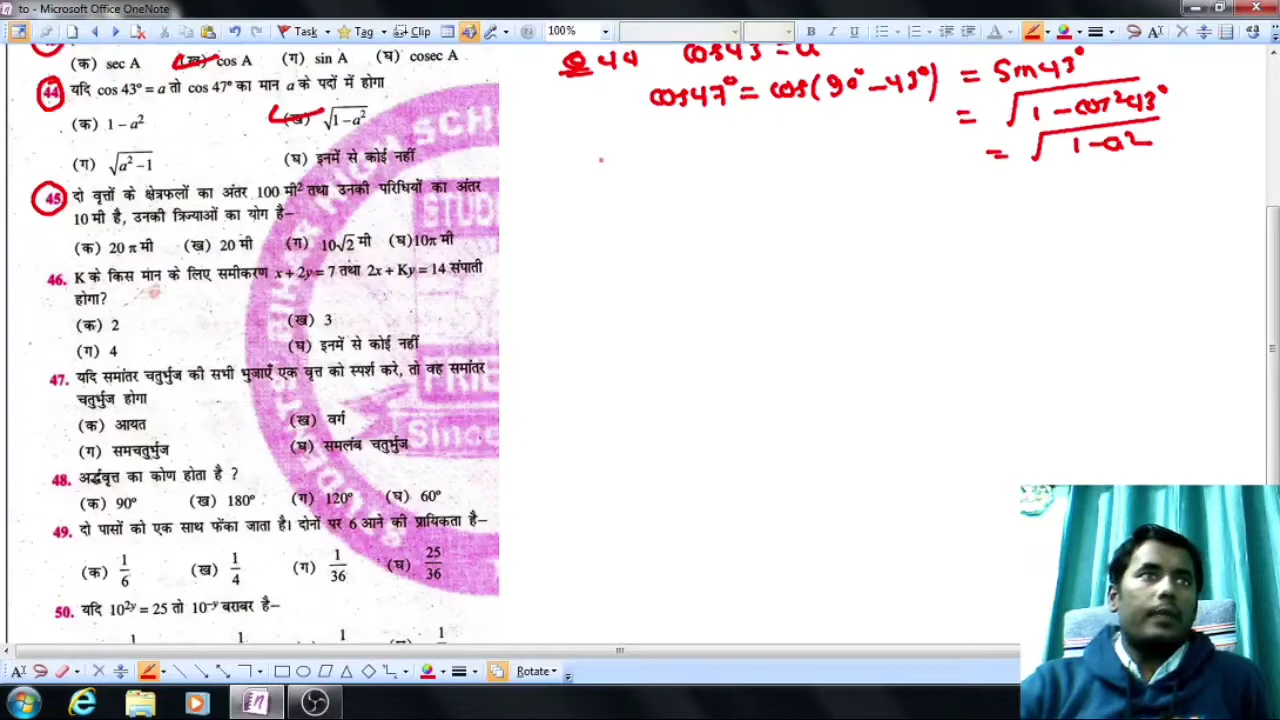 to - Microsoft Office OneNote
Task
Tag
Clip
100%
B I U
(क) sec A (ख) cos A (ग) sin A (घ) cosec A
44 यदि cos 43° = a तो cos 47° का मान a के पदों में होगा
(क) 1 – a² (ख) √1–a²
(ग) √a²–1 (घ) इनमें से कोई नहीं
45 दो वृत्तों के क्षेत्रफलों का अंतर 100 मी² तथा उनकी परिधियों का अंतर
10 मी है, उनकी त्रिज्याओं का योग है–
(क) 20 π मी (ख) 20 मी (ग) 10√2 मी (घ) 10π मी
46. K के किस मान के लिए समीकरण x + 2y = 7 तथा 2x + Ky = 14 संपाती
होगा?
(क) 2 (ख) 3
(ग) 4 (घ) इनमें से कोई नहीं
47. यदि समांतर चतुर्भुज की सभी भुजाएँ एक वृत्त को स्पर्श करे, तो वह समांतर
चतुर्भुज होगा
(क) आयत (ख) वर्ग
(ग) समचतुर्भुज (घ) समलंब चतुर्भुज
48. अर्द्धवृत्त का कोण होता है ?
(क) 90° (ख) 180° (ग) 120° (घ) 60°
49. दो पासों को एक साथ फेंका जाता है। दोनों पर 6 आने की प्रायिकता है–
(क) 1/6 (ख) 1/4 (ग) 1/36 (घ) 25/36
50. यदि 10²ʸ = 25 तो 10⁻ʸ बराबर है–
Q 44 cos43 = a
cos47° = cos(90° – 43°) = Sin43°
= √1 – cos²43°
= √1–a²
Rotate